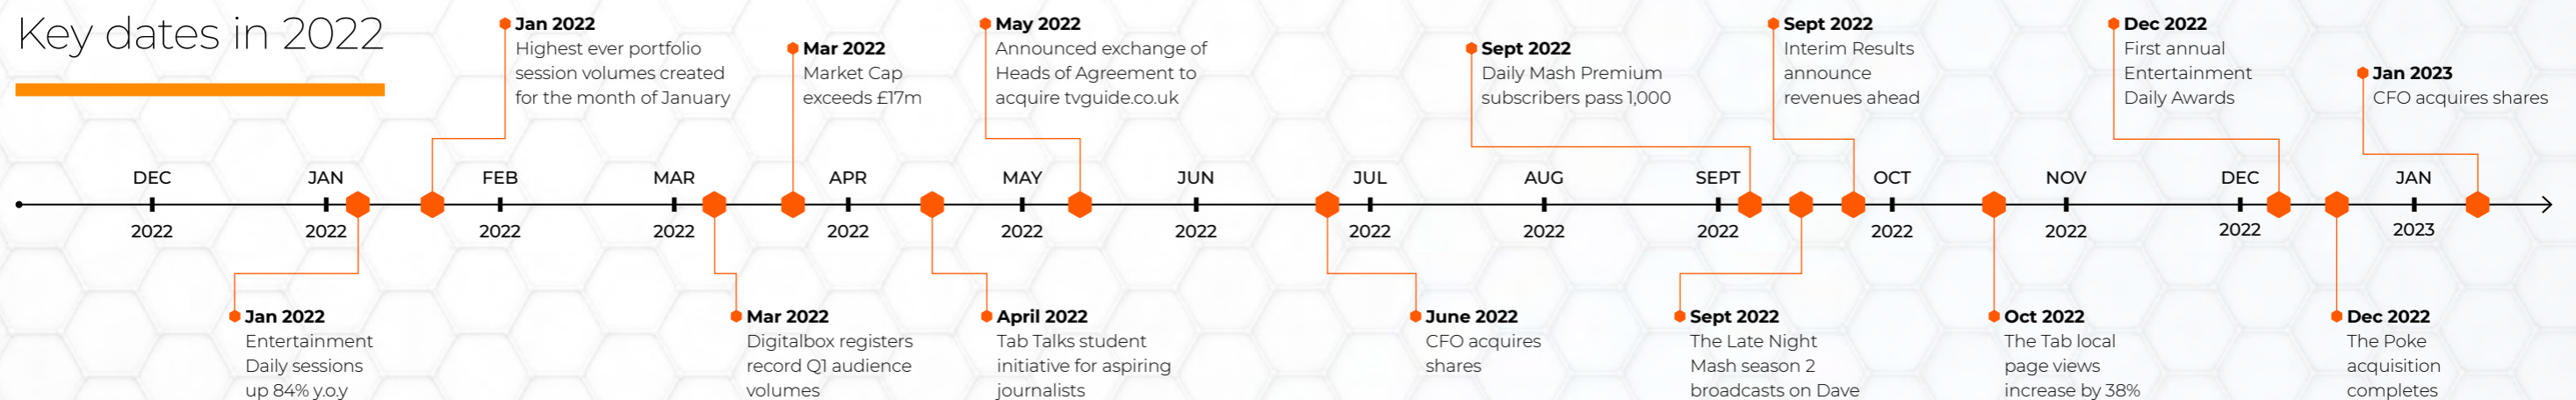 Key dates in 2022
Jan 2022
Highest ever portfolio
session volumes created
for the month of January
Mar 2022
Market Cap
exceeds £17m
May 2022
Announced exchange of
Heads of Agreement to
acquire tvguide.co.uk
Sept 2022
Daily Mash Premium
subscribers pass 1,000
Sept 2022
Interim Results
announce
revenues ahead
Dec 2022
First annual
Entertainment
Daily Awards
Jan 2023
CFO acquires shares
DEC
JAN
FEB
MAR
APR
MAY
JUN
JUL
AUG
SEPT
OCT
NOV
DEC
JAN
2022
2022
2022
2022
2022
2022
2022
2022
2022
2022
2022
2022
2022
2023
Jan 2022
Entertainment
Daily sessions
up 84% y.o.y
Mar 2022
Digitalbox registers
record Q1 audience
volumes
April 2022
Tab Talks student
initiative for aspiring
journalists
June 2022
CFO acquires
shares
Sept 2022
The Late Night
Mash season 2
broadcasts on Dave
Oct 2022
The Tab local
page views
increase by 38%
Dec 2022
The Poke
acquisition
completes